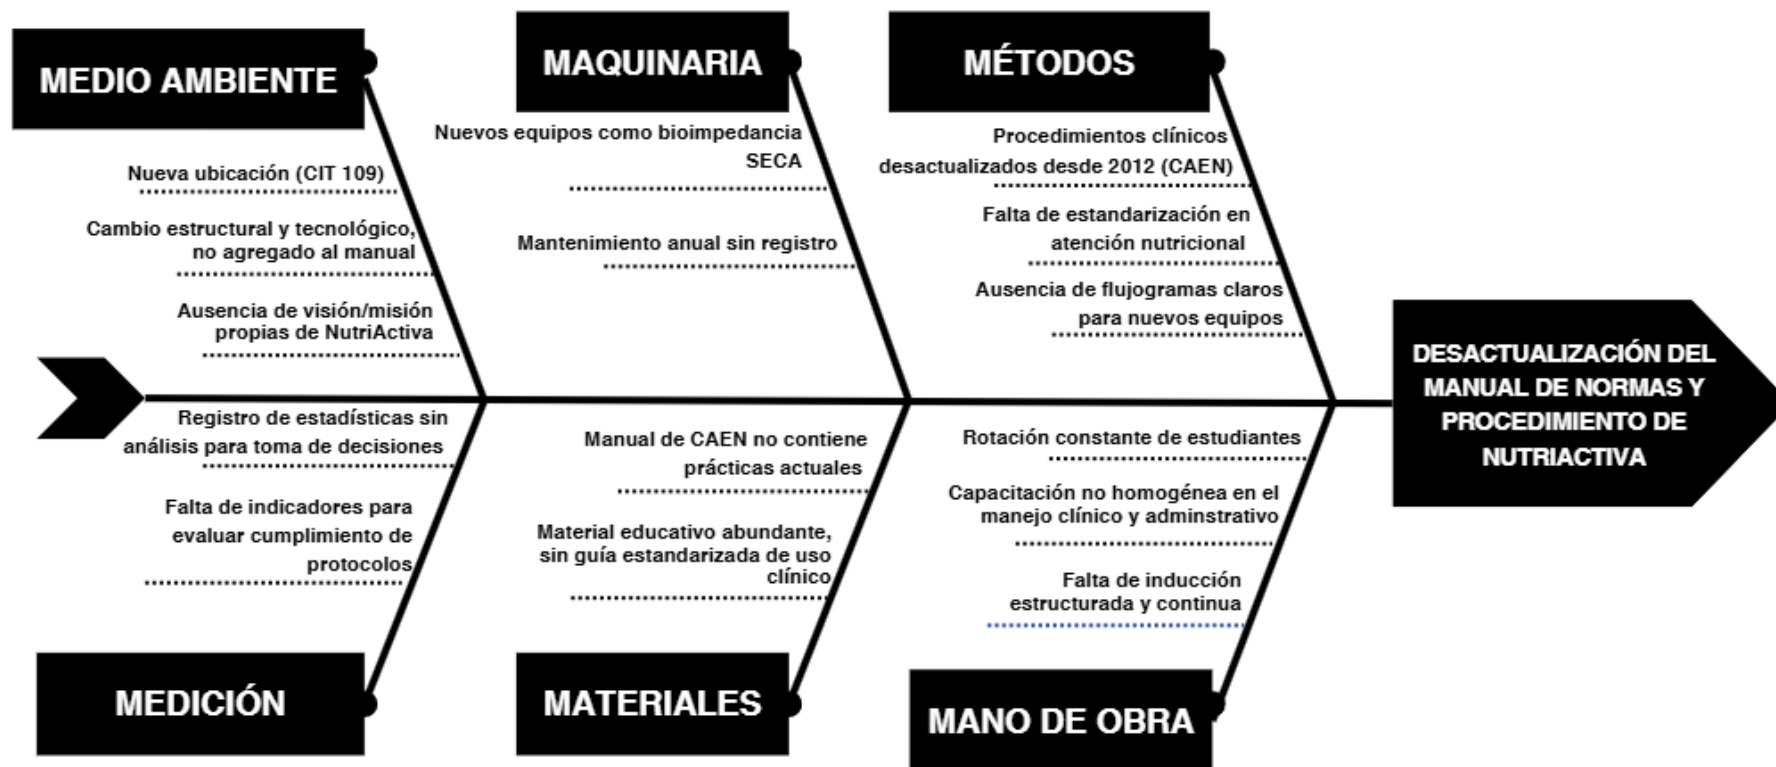 MEDIO AMBIENTE
Nueva ubicación (CIT 109)
Cambio estructural y tecnológico,
no agregado al manual
Ausencia de visión/misión
propias de NutriActiva
MAQUINARIA
Nuevos equipos como bioimpedancia
SECA
Mantenimiento anual sin registro
MÉTODOS
Procedimientos clínicos
desactualizados desde 2012 (CAEN)
Falta de estandarización en
atención nutricional
Ausencia de flujogramas claros
para nuevos equipos
DESACTUALIZACIÓN DEL
MANUAL DE NORMAS Y
PROCEDIMIENTO DE
NUTRIACTIVA
Registro de estadísticas sin
análisis para toma de decisiones
Falta de indicadores para
evaluar cumplimiento de
protocolos
MEDICIÓN
Manual de CAEN no contiene
prácticas actuales
Material educativo abundante,
sin guía estandarizada de uso
clínico
MATERIALES
Rotación constante de estudiantes
Capacitación no homogénea en el
manejo clínico y adminstrativo
Falta de inducción
estructurada y continua
MANO DE OBRA